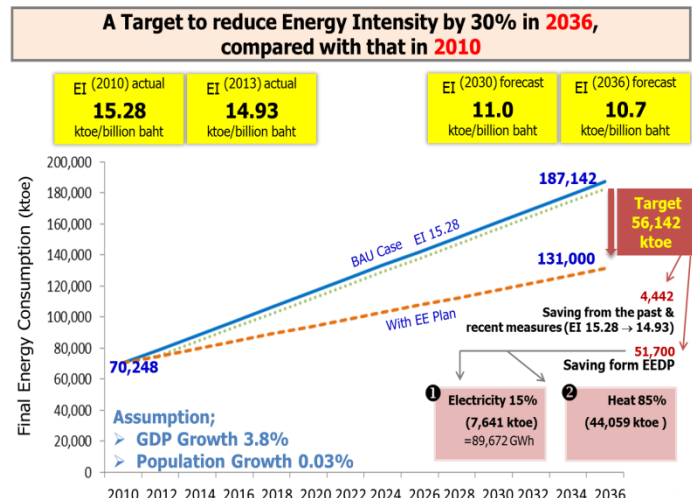 A Target to reduce Energy Intensity by 30% in 2036,
compared with that in 2010
EI (2010) actual
15.28
ktoe/billion baht
EI (2013) actual
14.93
ktoe/billion baht
EI (2030) forecast
11.0
ktoe/billion baht
EI (2036) forecast
10.7
ktoe/billion baht
Final Energy Consumption (ktoe)
200,000
180,000
160,000
140,000
120,000
100,000
80,000
60,000
40,000
20,000
0
187,142
BAU Case EI 15.28
131,000
With EE Plan
70,248
Target
56,142
ktoe
4,442
Saving from the past &
recent measures (EI 15.28 → 14.93)
51,700
Saving form EEDP
❶ Electricity 15%
(7,641 ktoe)
=89,672 GWh
❷ Heat 85%
(44,059 ktoe )
Assumption;
➢ GDP Growth 3.8%
➢ Population Growth 0.03%
2010 2012 2014 2016 2018 2020 2022 2024 2026 2028 2030 2032 2034 2036